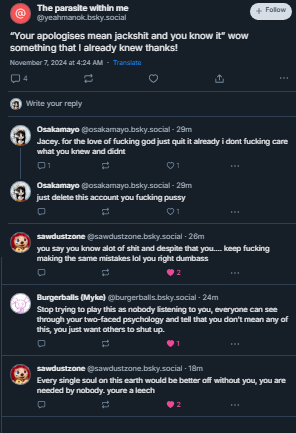 The parasite within me
@yeahmanok.bsky.social
+ Follow
“Your apologises mean jackshit and you know it” wow
something that I already knew thanks!
November 7, 2024 at 4:24 AM · Translate
4
Write your reply
Osakamayo @osakamayo.bsky.social · 29m
Jacey. for the love of fucking god just quit it already i dont fucking care
what you knew and didnt
1
1
Osakamayo @osakamayo.bsky.social · 29m
just delete this account you fucking pussy
1
sawdustzone @sawdustzone.bsky.social · 26m
you say you know alot of shit and despite that you.... keep fucking
making the same mistakes lol you right dumbass
2
Burgerballs (Myke) @burgerballs.bsky.social · 24m
Stop trying to play this as nobody listening to you, everyone can see
through your two-faced psychology and tell that you don't mean any of
this, you just want others to shut up.
1
sawdustzone @sawdustzone.bsky.social · 18m
Every single soul on this earth would be better off without you, you are
needed by nobody. youre a leech
2